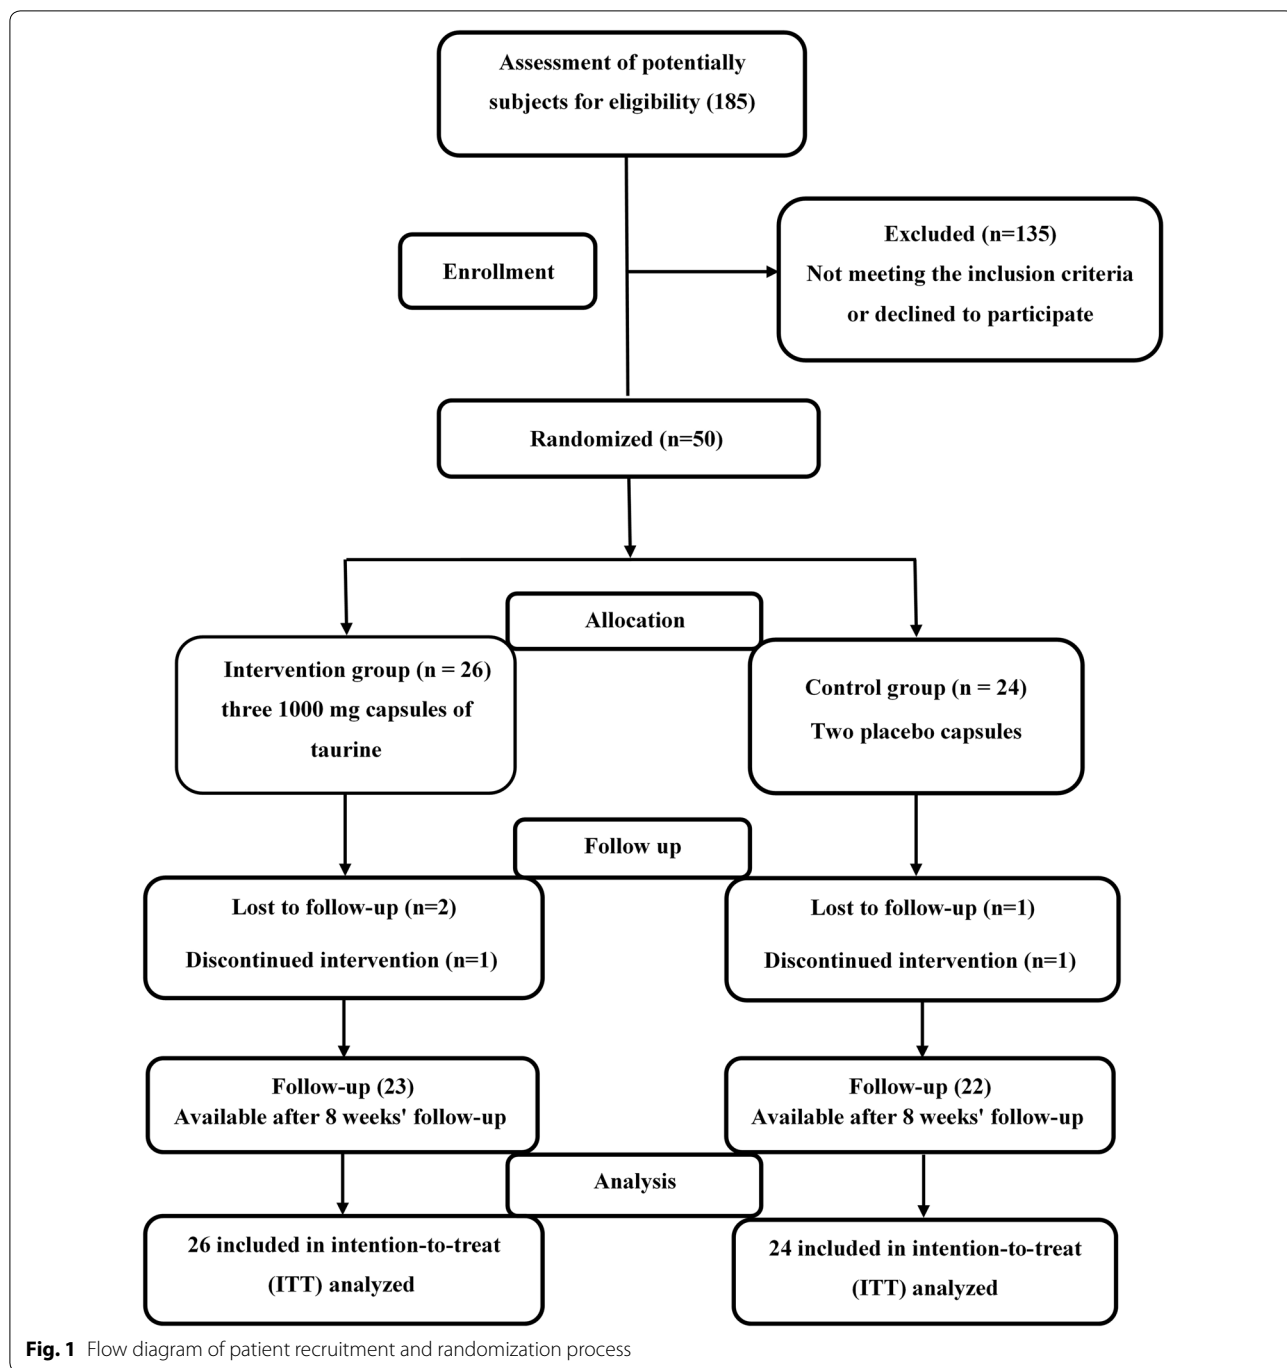 Assessment of potentially
subjects for eligibility (185)
Enrollment
Excluded (n=135)
Not meeting the inclusion criteria
or declined to participate
Randomized (n=50)
Allocation
Intervention group (n = 26)
three 1000 mg capsules of
taurine
Control group (n = 24)
Two placebo capsules
Follow up
Lost to follow-up (n=2)
Discontinued intervention (n=1)
Lost to follow-up (n=1)
Discontinued intervention (n=1)
Follow-up (23)
Available after 8 weeks' follow-up
Follow-up (22)
Available after 8 weeks' follow-up
Analysis
26 included in intention-to-treat
(ITT) analyzed
24 included in intention-to-treat
(ITT) analyzed
Fig. 1 Flow diagram of patient recruitment and randomization process